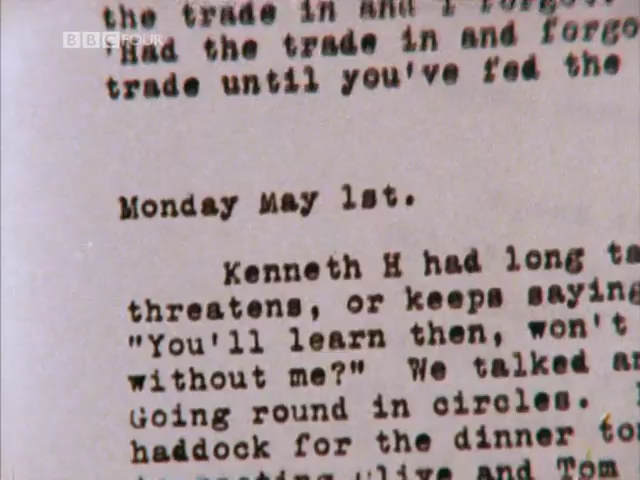 the trade in and I forgot
BBC FOUR
'Had the trade in and forgo
trade until you've fed the
Monday May 1st.
Kenneth H had long ta
threatens, or keeps saying
"You'll learn then, won't
without me?" We talked an
Going round in circles.
haddock for the dinner to
and Tom